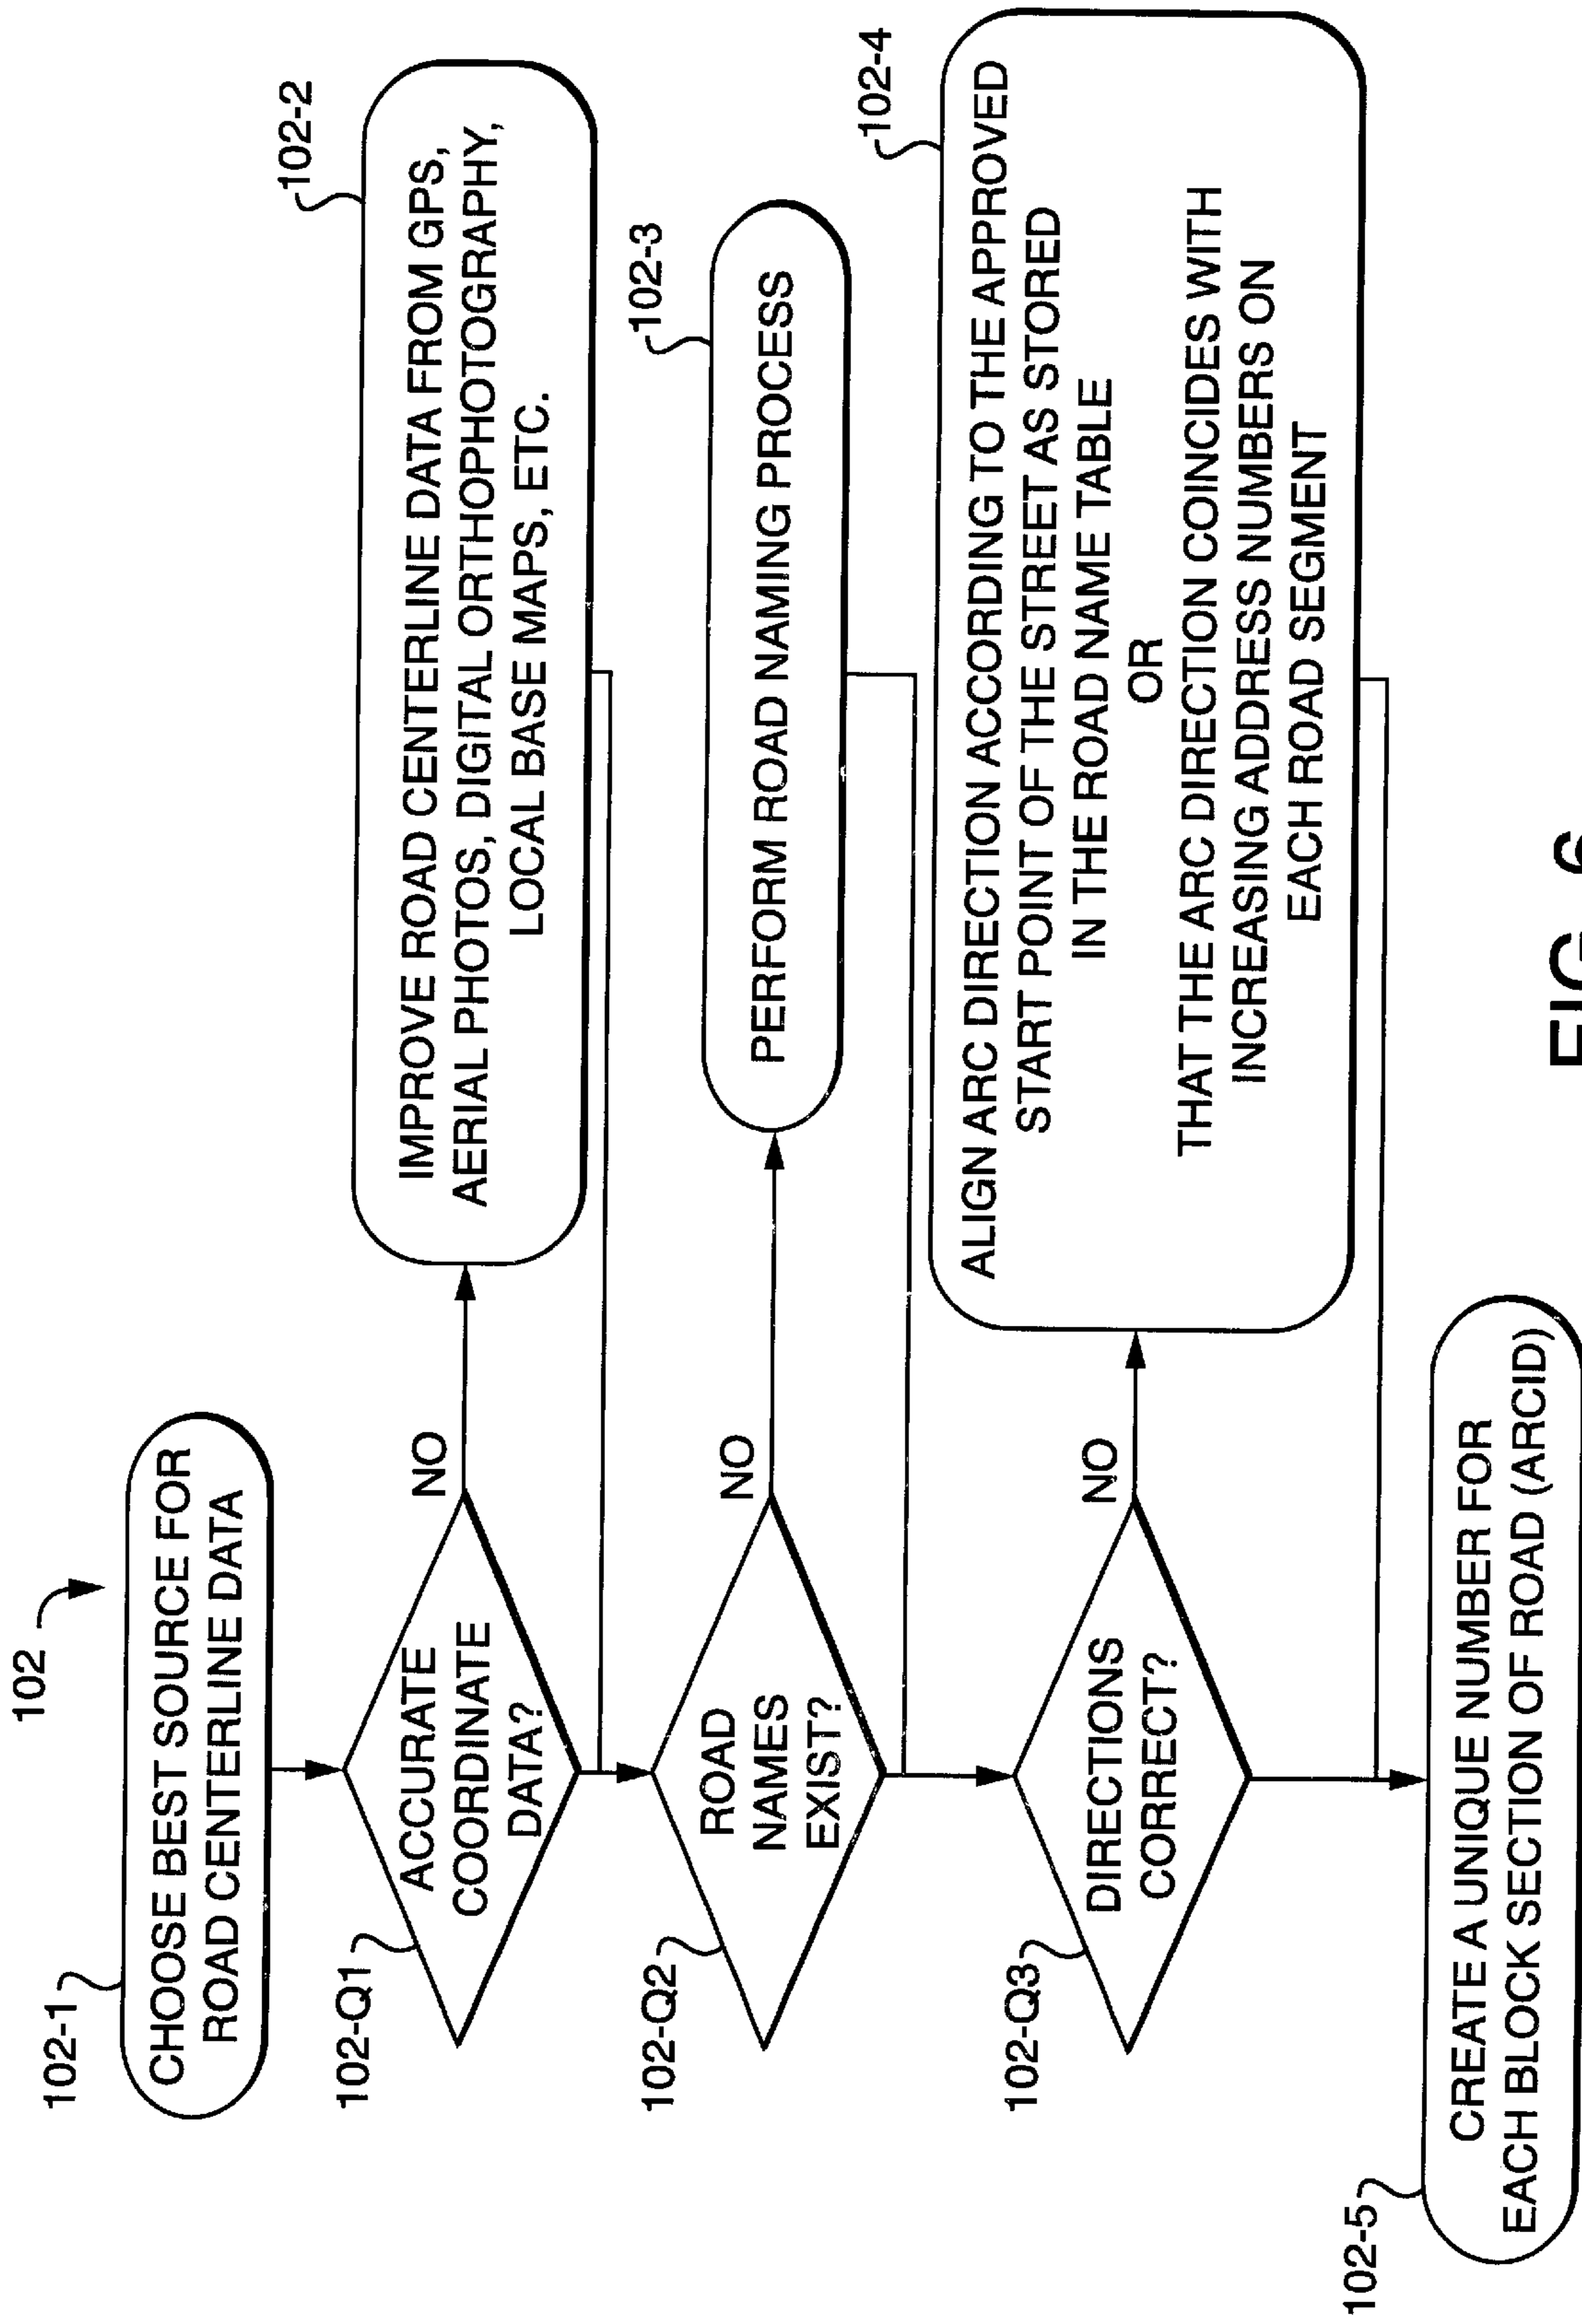 102
102-1
CHOOSE BEST SOURCE FOR
ROAD CENTERLINE DATA
102-Q1
ACCURATE
COORDINATE
DATA?
NO
102-2
IMPROVE ROAD CENTERLINE DATA FROM GPS,
AERIAL PHOTOS, DIGITAL ORTHOPHOTOGRAPHY,
LOCAL BASE MAPS, ETC.
102-Q2
ROAD
NAMES
EXIST?
NO
102-3
PERFORM ROAD NAMING PROCESS
102-Q3
DIRECTIONS
CORRECT?
NO
102-4
ALIGN ARC DIRECTION ACCORDING TO THE APPROVED
START POINT OF THE STREET AS STORED
IN THE ROAD NAME TABLE
OR
THAT THE ARC DIRECTION COINCIDES WITH
INCREASING ADDRESS NUMBERS ON
EACH ROAD SEGMENT
102-5
CREATE A UNIQUE NUMBER FOR
EACH BLOCK SECTION OF ROAD (ARCID)
FIG. 6